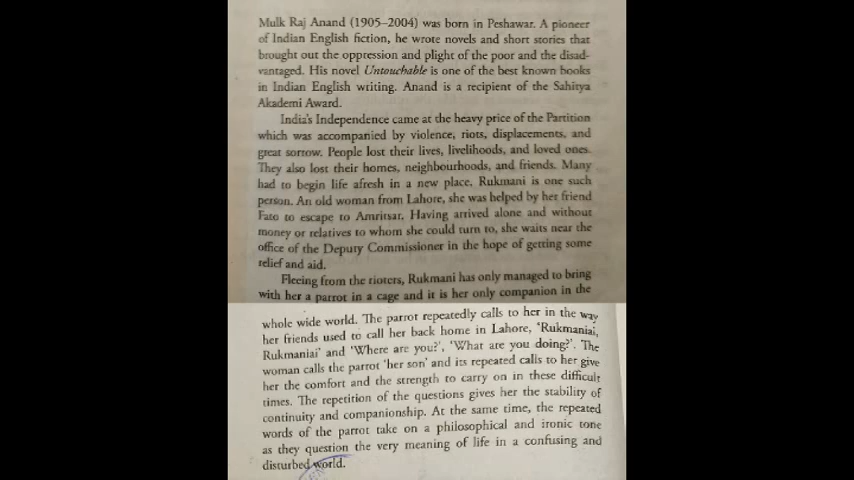 Mulk Raj Anand (1905–2004) was born in Peshawar. A pioneer
of Indian English fiction, he wrote novels and short stories that
brought out the oppression and plight of the poor and the disad-
vantaged. His novel Untouchable is one of the best known books
in Indian English writing. Anand is a recipient of the Sahitya
Akademi Award.
India's Independence came at the heavy price of the Partition
which was accompanied by violence, riots, displacements, and
great sorrow. People lost their lives, livelihoods, and loved ones.
They also lost their homes, neighbourhoods, and friends. Many
had to begin life afresh in a new place. Rukmani is one such
person. An old woman from Lahore, she was helped by her friend
Fato to escape to Amritsar. Having arrived alone and without
money or relatives to whom she could turn to, she waits near the
office of the Deputy Commissioner in the hope of getting some
relief and aid.
Fleeing from the rioters, Rukmani has only managed to bring
with her a parrot in a cage and it is her only companion in the
whole wide world. The parrot repeatedly calls to her in the way
her friends used to call her back home in Lahore, 'Rukmaniai,
Rukmaniai' and 'Where are you?', 'What are you doing?'. The
woman calls the parrot 'her son' and its repeated calls to her give
her the comfort and the strength to carry on in these difficult
times. The repetition of the questions gives her the stability of
continuity and companionship. At the same time, the repeated
words of the parrot take on a philosophical and ironic tone
as they question the very meaning of life in a confusing and
disturbed world.